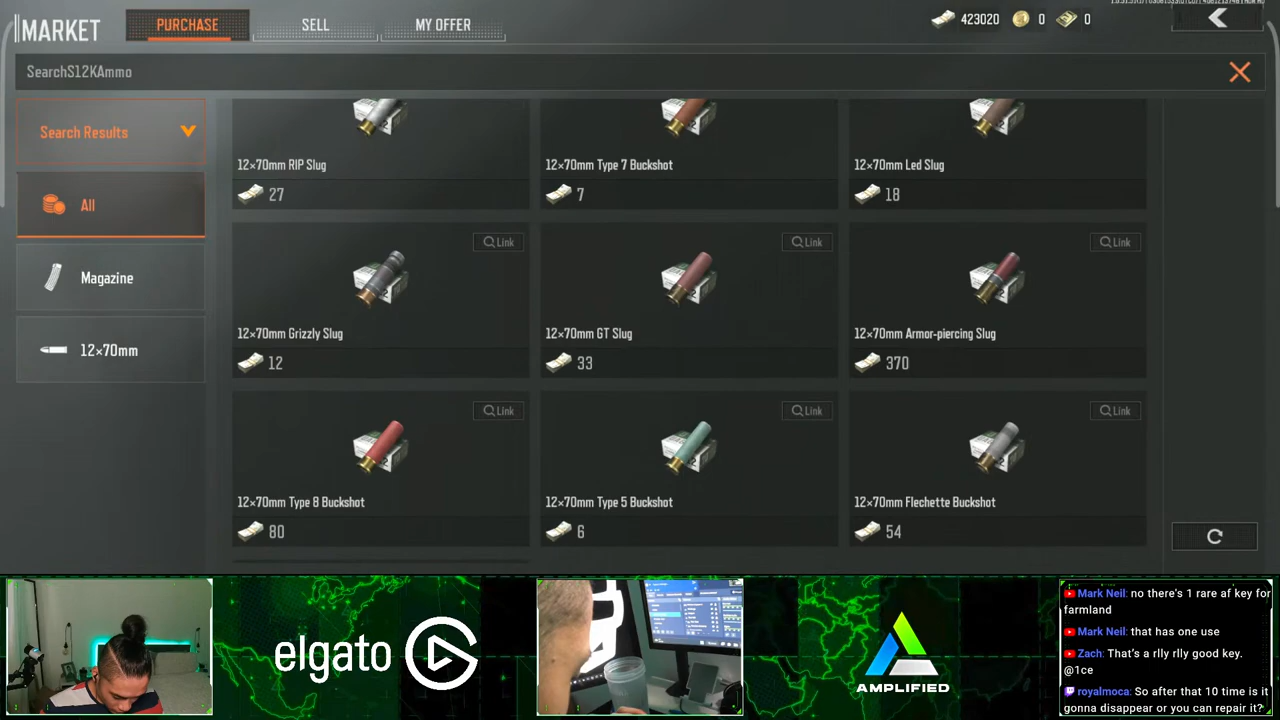 MARKET
PURCHASE
SELL
MY OFFER
423020
0
0
SearchS12KAmmo
Search Results
All
Magazine
12×70mm
12×70mm RIP Slug
27
12×70mm Type 7 Buckshot
7
12×70mm Led Slug
18
Link
12×70mm Grizzly Slug
12
Link
12×70mm GT Slug
33
Link
12×70mm Armor-piercing Slug
370
Link
12×70mm Type 8 Buckshot
80
Link
12×70mm Type 5 Buckshot
6
Link
12×70mm Flechette Buckshot
54
elgato
AMPLIFIED
Mark Neil: no there's 1 rare af key for
farmland
Mark Neil: that has one use
Zach: That's a rlly rlly good key.
@1ce
royalmoca: So after that 10 time is it
gonna disappear or you can repair it?